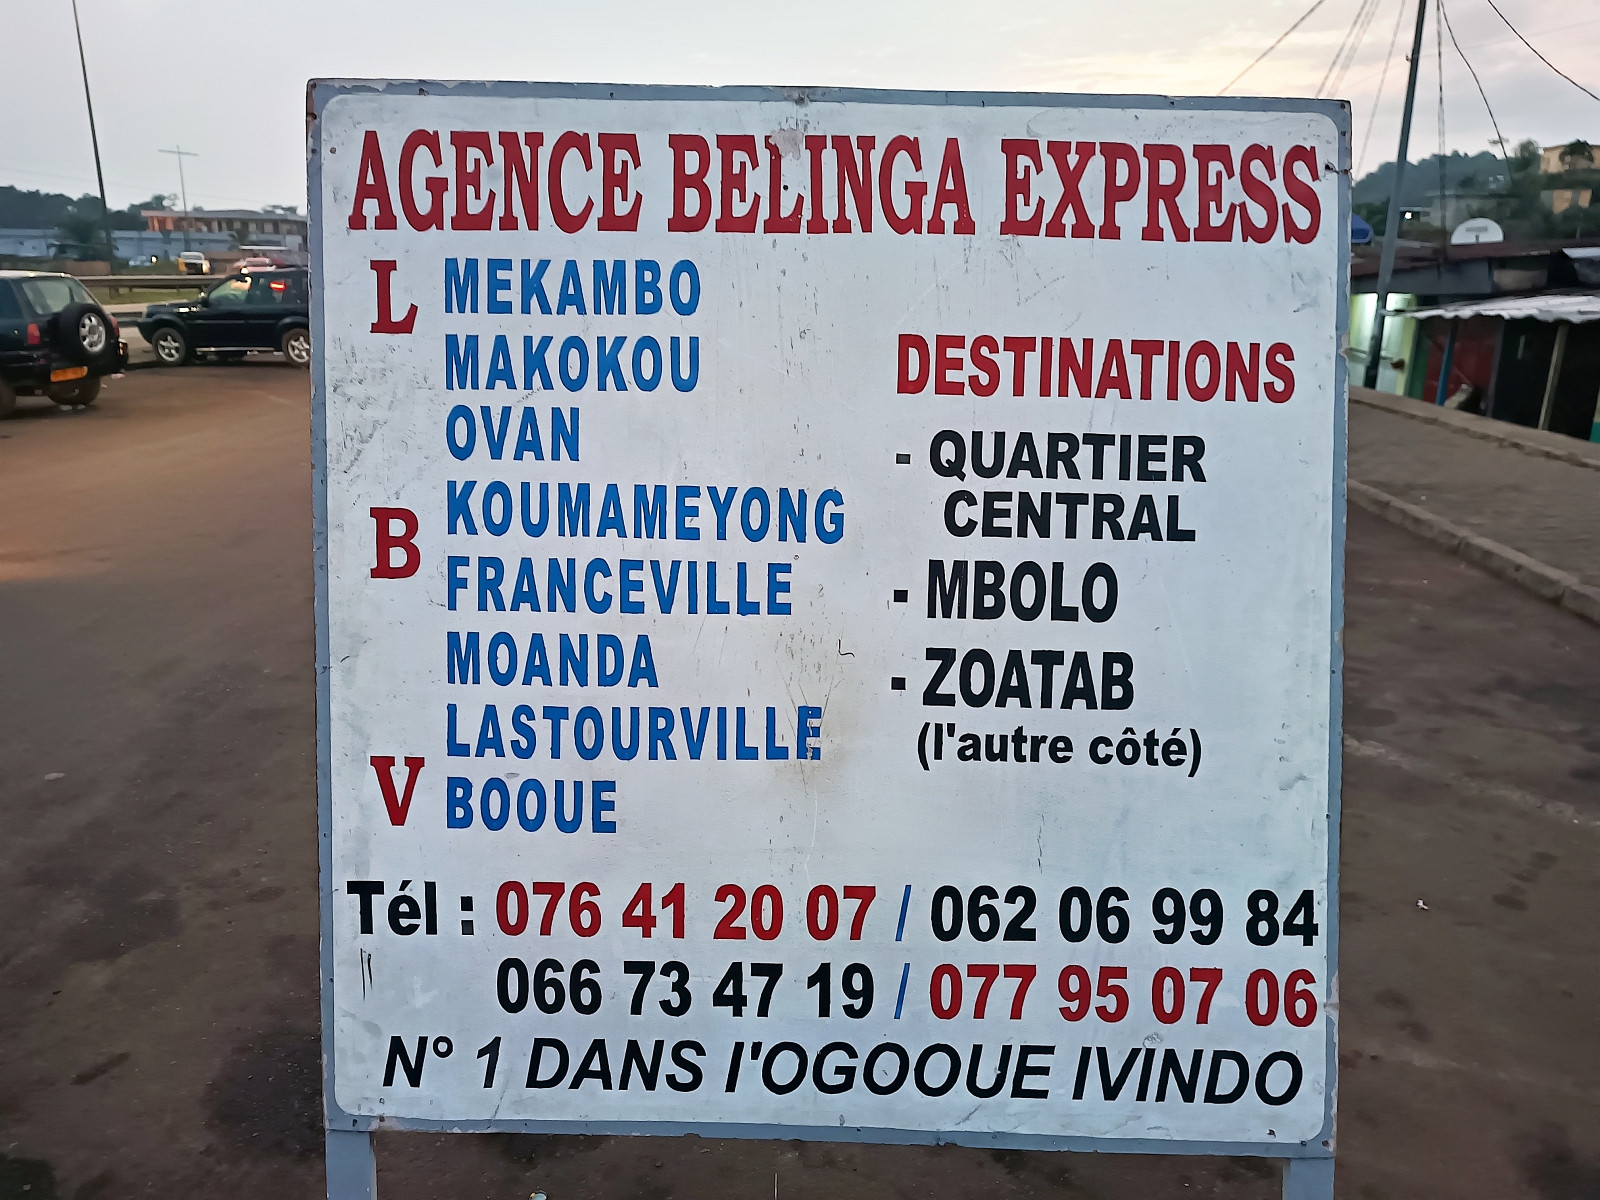 AGENCE BELINGA EXPRESS
L
MEKAMBO
MAKOKOU
OVAN
B
KOUMAMEYONG
FRANCEVILLE
MOANDA
LASTOURVILLE
V
BOOUE
DESTINATIONS
- QUARTIER
CENTRAL
- MBOLO
- ZOATAB
(l'autre côté)
Tél : 076 41 20 07 / 062 06 99 84
066 73 47 19 / 077 95 07 06
N° 1 DANS l'OGOOUE IVINDO